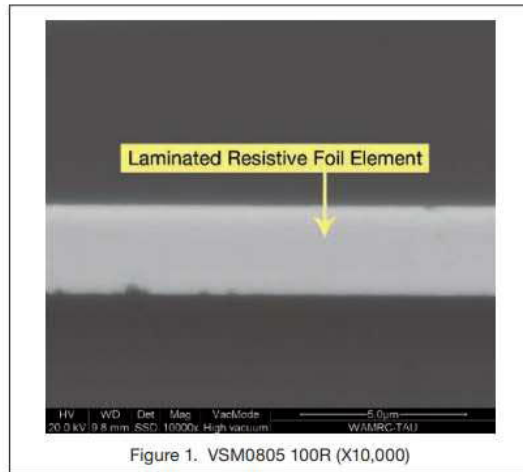 Laminated Resistive Foil Element
HV WD Det Mag VacMode 5.0µm
20.0 kV 9.8 mm SSD 10000x High vacuum WAMRC-TAU
Figure 1. VSM0805 100R (X10,000)